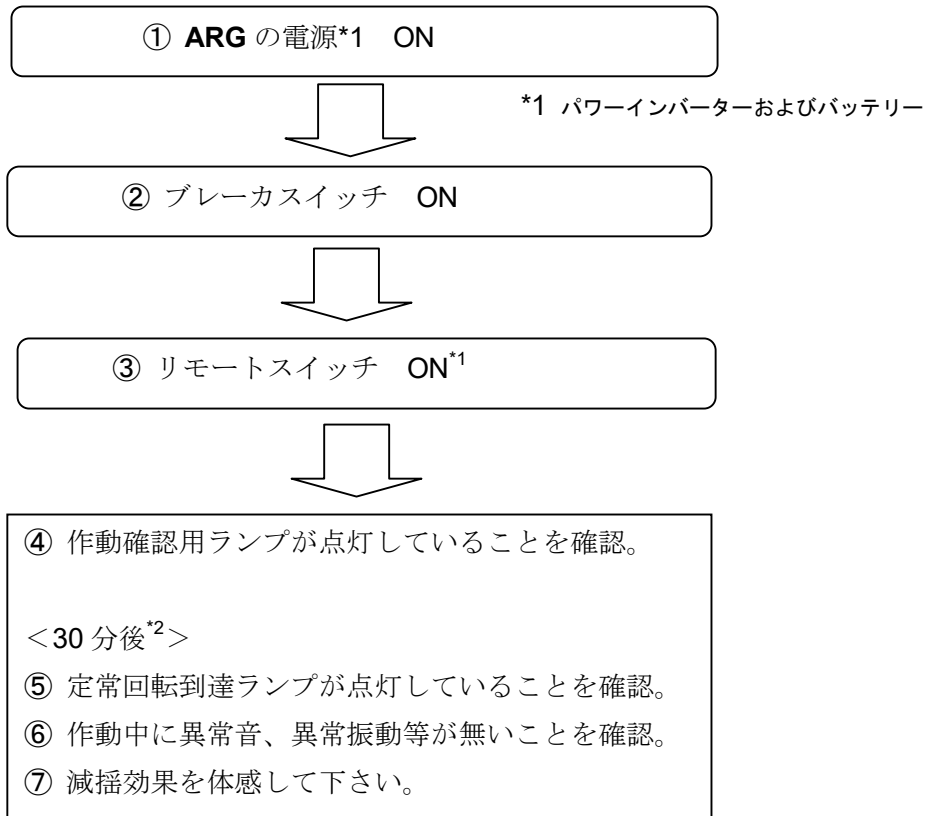 ① ARG の電源*1 ON
*1 パワーインバーターおよびバッテリー
② ブレーカスイッチ ON
③ リモートスイッチ ON*1
④ 作動確認用ランプが点灯していることを確認。
<30 分後*2>
⑤ 定常回転到達ランプが点灯していることを確認。
⑥ 作動中に異常音、異常振動等が無いことを確認。
⑦ 減揺効果を体感して下さい。